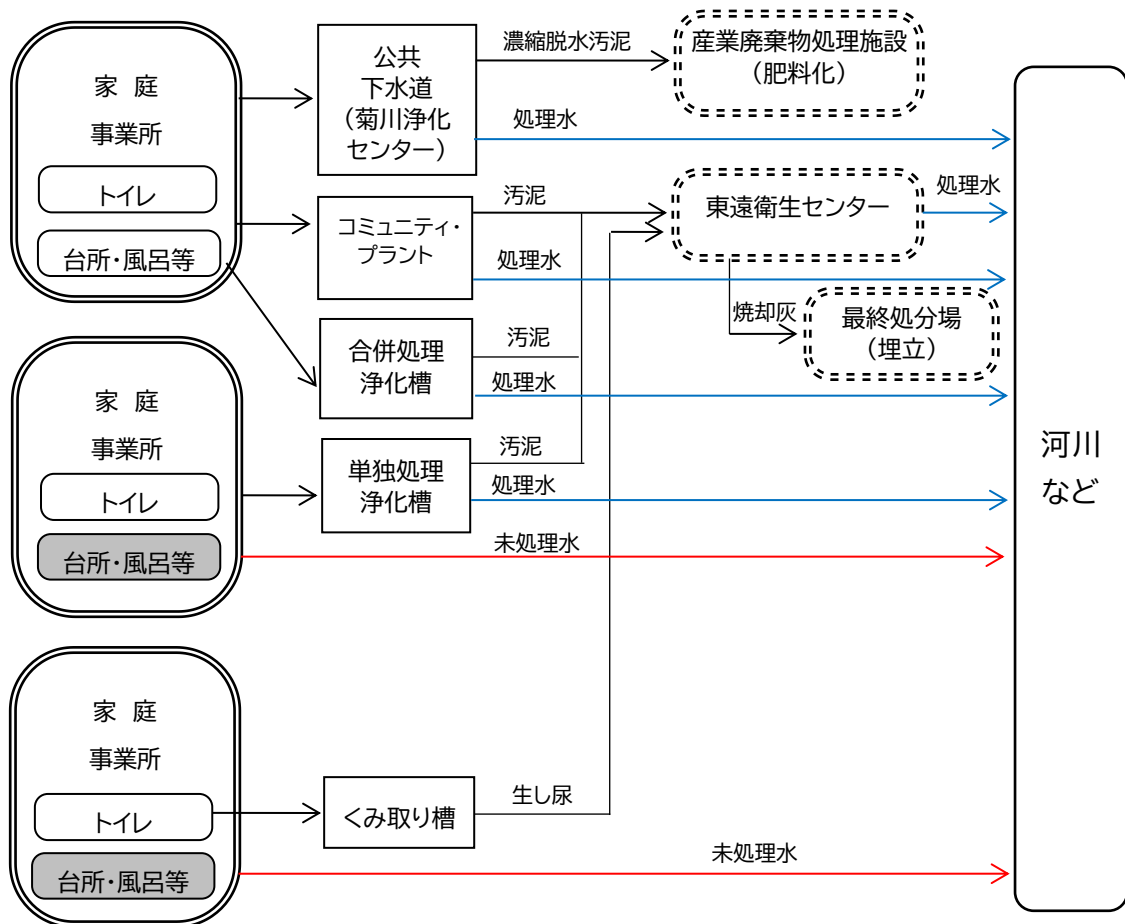 家 庭
事業所
トイレ
台所・風呂等
公共
下水道
(菊川浄化
センター)
濃縮脱水汚泥
産業廃棄物処理施設
(肥料化)
処理水
コミュニティ・
プラント
汚泥
処理水
東遠衛生センター
処理水
焼却灰
最終処分場
(埋立)
合併処理
浄化槽
汚泥
処理水
家 庭
事業所
トイレ
台所・風呂等
単独処理
浄化槽
汚泥
処理水
未処理水
河川
など
家 庭
事業所
トイレ
台所・風呂等
くみ取り槽
生し尿
未処理水